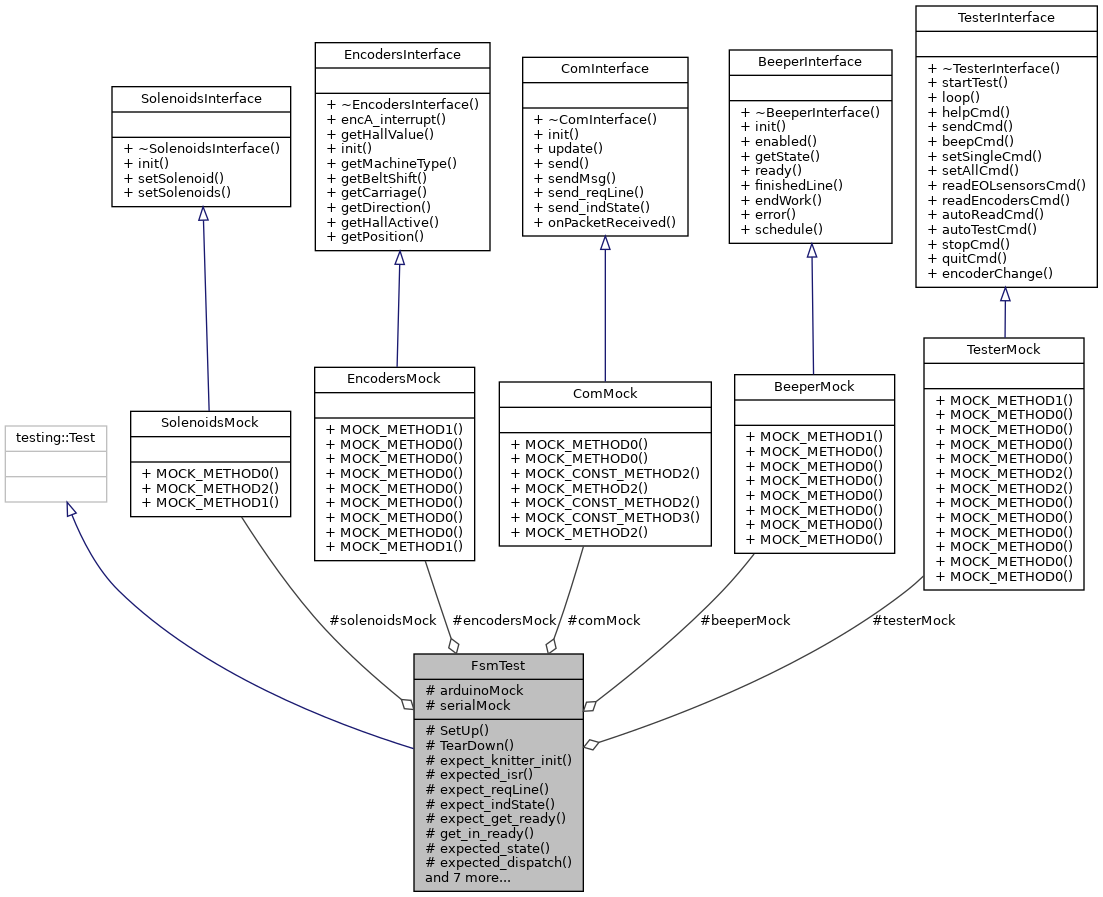 TesterInterface
+ ~TesterInterface()
+ startTest()
+ loop()
+ helpCmd()
+ sendCmd()
+ beepCmd()
+ setSingleCmd()
+ setAllCmd()
+ readEOLsensorsCmd()
+ readEncodersCmd()
+ autoReadCmd()
+ autoTestCmd()
+ stopCmd()
+ quitCmd()
+ encoderChange()
EncodersInterface
+ ~EncodersInterface()
+ encA_interrupt()
+ getHallValue()
+ init()
+ getMachineType()
+ getBeltShift()
+ getCarriage()
+ getDirection()
+ getHallActive()
+ getPosition()
BeeperInterface
+ ~BeeperInterface()
+ init()
+ enabled()
+ getState()
+ ready()
+ finishedLine()
+ endWork()
+ error()
+ schedule()
ComInterface
+ ~ComInterface()
+ init()
+ update()
+ send()
+ sendMsg()
+ send_reqLine()
+ send_indState()
+ onPacketReceived()
SolenoidsInterface
+ ~SolenoidsInterface()
+ init()
+ setSolenoid()
+ setSolenoids()
TesterMock
+ MOCK_METHOD1()
+ MOCK_METHOD0()
+ MOCK_METHOD0()
+ MOCK_METHOD0()
+ MOCK_METHOD0()
+ MOCK_METHOD2()
+ MOCK_METHOD2()
+ MOCK_METHOD0()
+ MOCK_METHOD0()
+ MOCK_METHOD0()
+ MOCK_METHOD0()
+ MOCK_METHOD0()
+ MOCK_METHOD0()
EncodersMock
+ MOCK_METHOD1()
+ MOCK_METHOD0()
+ MOCK_METHOD0()
+ MOCK_METHOD0()
+ MOCK_METHOD0()
+ MOCK_METHOD0()
+ MOCK_METHOD0()
+ MOCK_METHOD0()
+ MOCK_METHOD1()
BeeperMock
+ MOCK_METHOD1()
+ MOCK_METHOD0()
+ MOCK_METHOD0()
+ MOCK_METHOD0()
+ MOCK_METHOD0()
+ MOCK_METHOD0()
+ MOCK_METHOD0()
+ MOCK_METHOD0()
ComMock
+ MOCK_METHOD0()
+ MOCK_METHOD0()
+ MOCK_CONST_METHOD2()
+ MOCK_METHOD2()
+ MOCK_CONST_METHOD2()
+ MOCK_CONST_METHOD3()
+ MOCK_METHOD2()
SolenoidsMock
+ MOCK_METHOD0()
+ MOCK_METHOD2()
+ MOCK_METHOD1()
testing::Test
#solenoidsMock
#encodersMock
#comMock
#beeperMock
#testerMock
FsmTest
# arduinoMock
# serialMock
# SetUp()
# TearDown()
# expect_knitter_init()
# expected_isr()
# expect_reqLine()
# expect_indState()
# expect_get_ready()
# get_in_ready()
# expected_state()
# expected_dispatch()
and 7 more...